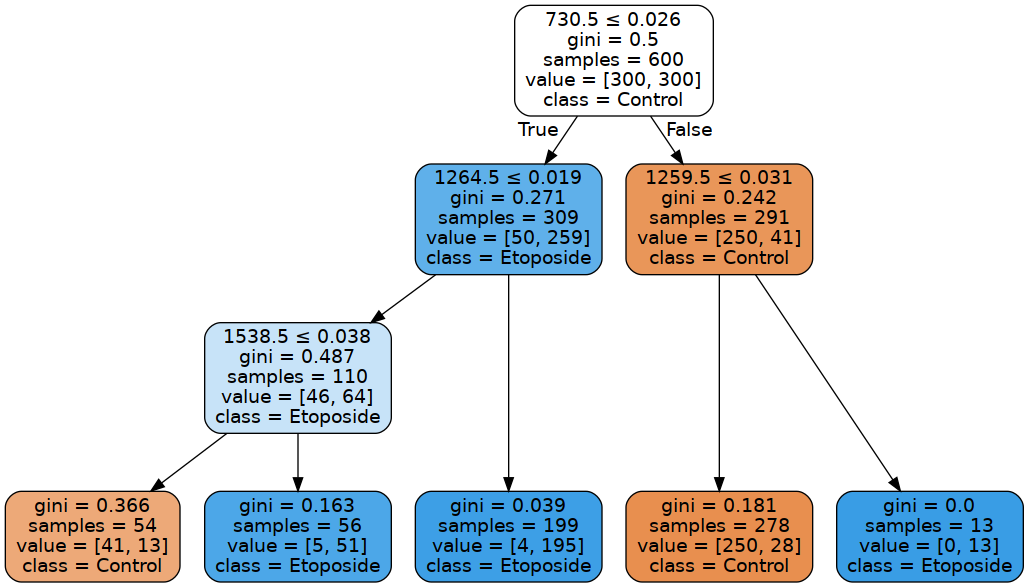 730.5 ≤ 0.026
gini = 0.5
samples = 600
value = [300, 300]
class = Control
True
False
1264.5 ≤ 0.019
gini = 0.271
samples = 309
value = [50, 259]
class = Etoposide
1259.5 ≤ 0.031
gini = 0.242
samples = 291
value = [250, 41]
class = Control
1538.5 ≤ 0.038
gini = 0.487
samples = 110
value = [46, 64]
class = Etoposide
gini = 0.366
samples = 54
value = [41, 13]
class = Control
gini = 0.163
samples = 56
value = [5, 51]
class = Etoposide
gini = 0.039
samples = 199
value = [4, 195]
class = Etoposide
gini = 0.181
samples = 278
value = [250, 28]
class = Control
gini = 0.0
samples = 13
value = [0, 13]
class = Etoposide